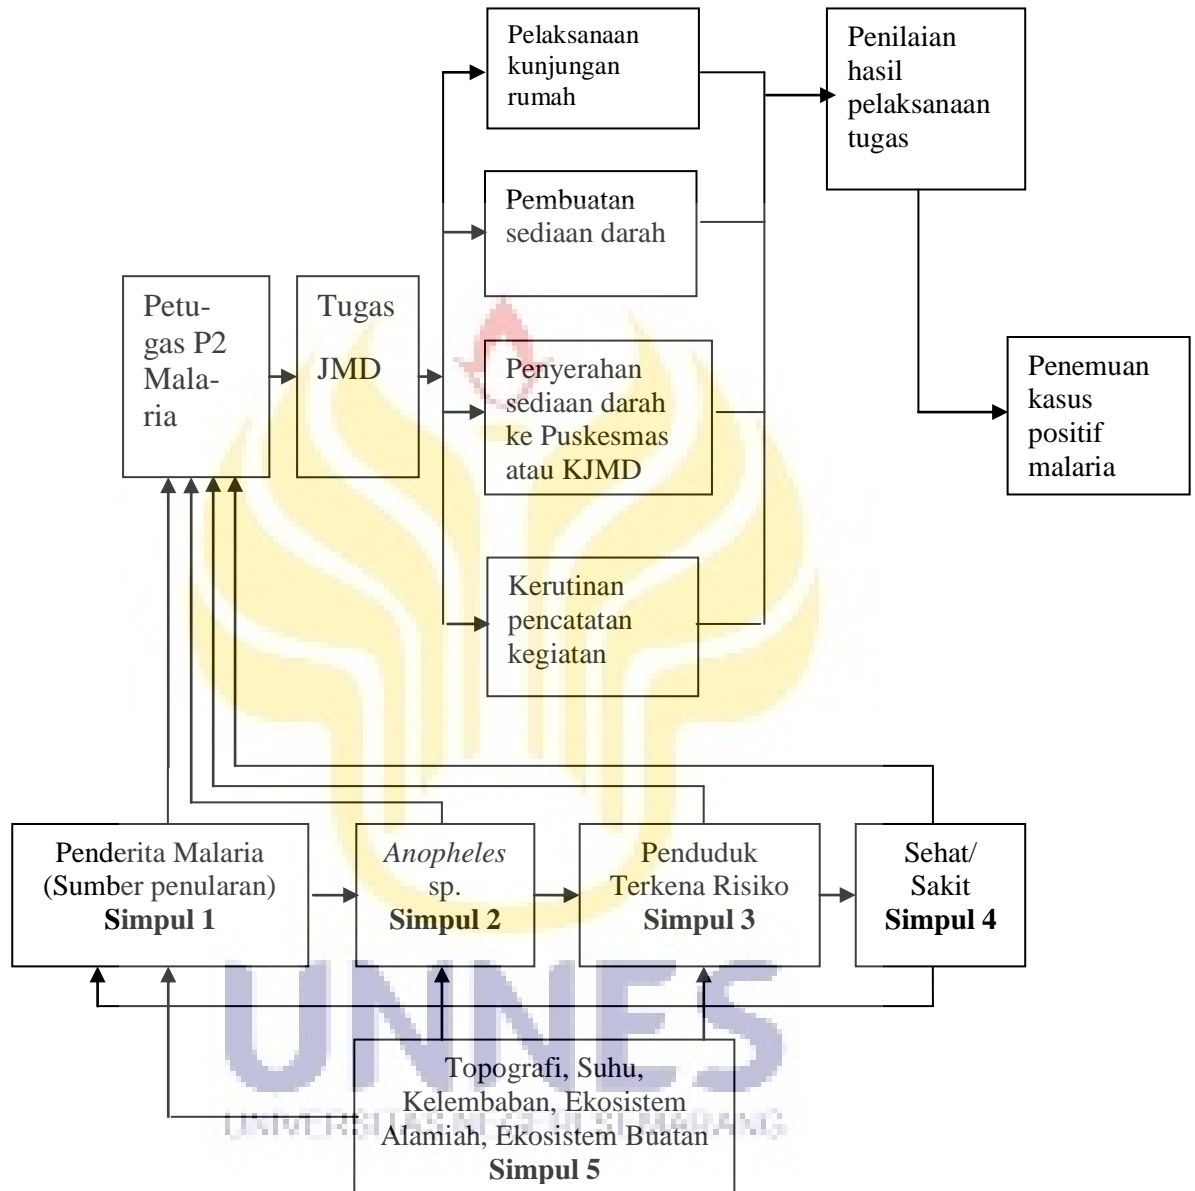 Pelaksanaan
kunjungan
rumah
Penilaian
hasil
pelaksanaan
tugas
Pembuatan
sediaan darah
Petu-
gas P2
Mala-
ria
Tugas
JMD
Penyerahan
sediaan darah
ke Puskesmas
atau KJMD
Penemuan
kasus
positif
malaria
Kerutinan
pencatatan
kegiatan
Penderita Malaria
(Sumber penularan)
Simpul 1
Anopheles
sp.
Simpul 2
Penduduk
Terkena Risiko
Simpul 3
Sehat/
Sakit
Simpul 4
UNNES
Topografi, Suhu,
Kelembaban, Ekosistem
Alamiah, Ekosistem Buatan
Simpul 5
UNIVERSITAS NEGERI SEMARANG